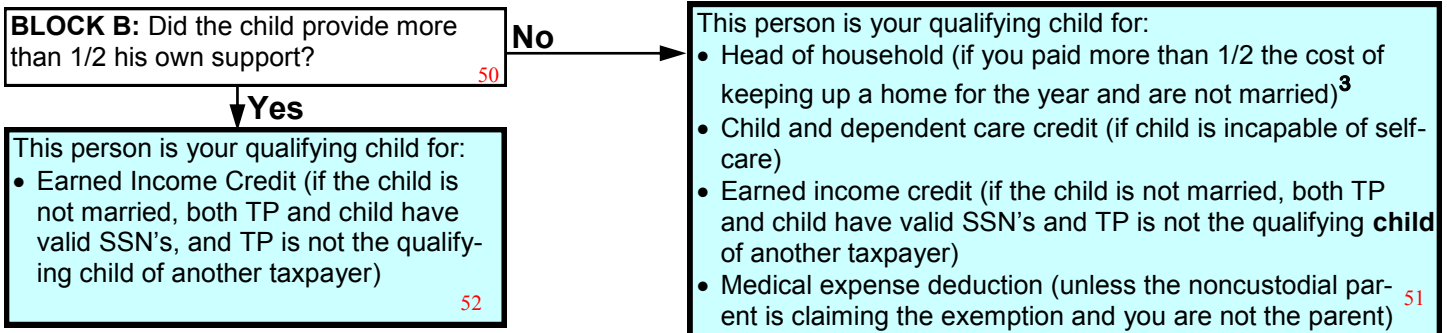 BLOCK B: Did the child provide more
than 1/2 his own support?
50
No
Yes
This person is your qualifying child for:
• Earned Income Credit (if the child is
not married, both TP and child have
valid SSN's, and TP is not the qualify-
ing child of another taxpayer)
52
This person is your qualifying child for:
• Head of household (if you paid more than 1/2 the cost of
keeping up a home for the year and are not married)3
• Child and dependent care credit (if child is incapable of self-
care)
• Earned income credit (if the child is not married, both TP
and child have valid SSN's and TP is not the qualifying child
of another taxpayer)
• Medical expense deduction (unless the noncustodial par-
ent is claiming the exemption and you are not the parent)
51